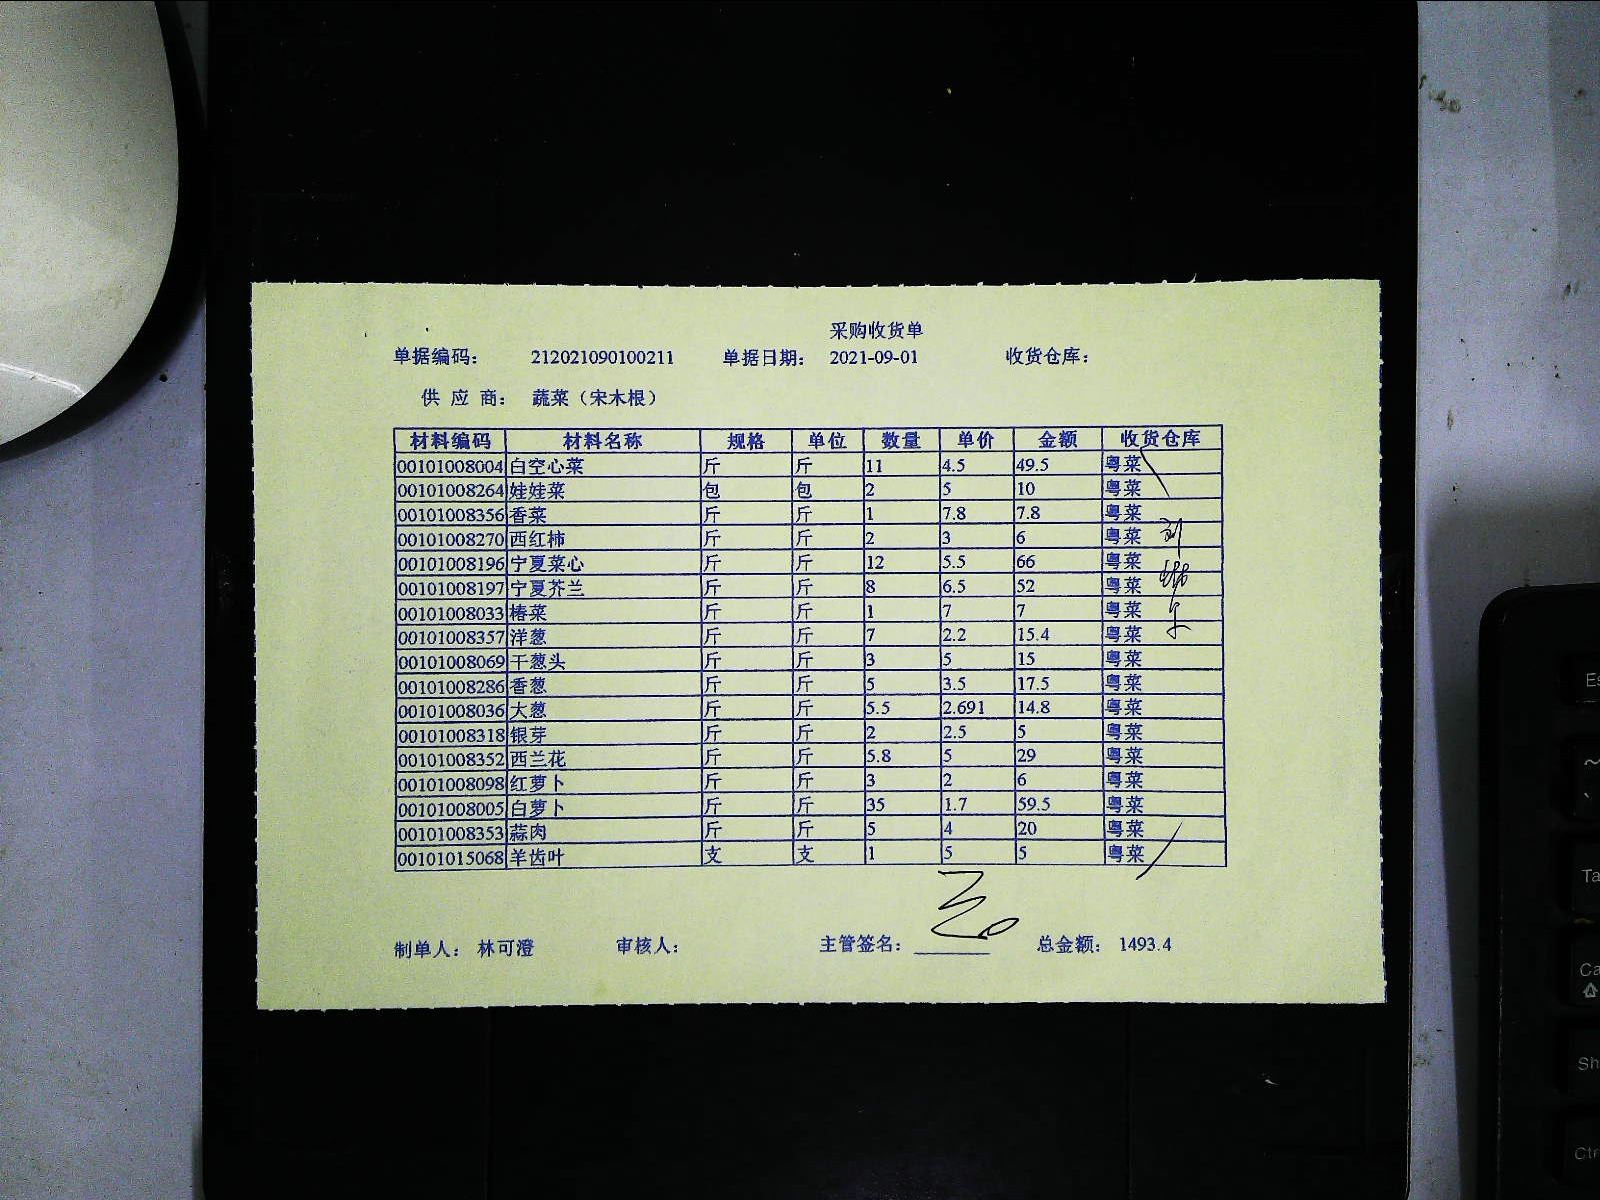 采购收货单
单据编码： 212021090100211 单据日期： 2021-09-01 收货仓库：
供 应 商： 蔬菜（宋木根）
材料编码 材料名称 规格 单位 数量 单价 金额 收货仓库
00101008004 白空心菜 斤 斤 11 4.5 49.5 粤菜
00101008264 娃娃菜 包 包 2 5 10 粤菜
00101008356 香菜 斤 斤 1 7.8 7.8 粤菜
00101008270 西红柿 斤 斤 2 3 6 粤菜
00101008196 宁夏菜心 斤 斤 12 5.5 66 粤菜
00101008197 宁夏芥兰 斤 斤 8 6.5 52 粤菜
00101008033 椿菜 斤 斤 1 7 7 粤菜
00101008357 洋葱 斤 斤 7 2.2 15.4 粤菜
00101008069 干葱头 斤 斤 3 5 15 粤菜
00101008286 香葱 斤 斤 5 3.5 17.5 粤菜
00101008036 大葱 斤 斤 5.5 2.691 14.8 粤菜
00101008318 银芽 斤 斤 2 2.5 5 粤菜
00101008352 西兰花 斤 斤 5.8 5 29 粤菜
00101008098 红萝卜 斤 斤 3 2 6 粤菜
00101008005 白萝卜 斤 斤 35 1.7 59.5 粤菜
00101008353 蒜肉 斤 斤 5 4 20 粤菜
00101015068 羊齿叶 支 支 1 5 5 粤菜
制单人： 林可澄 审核人： 主管签名： 总金额： 1493.4